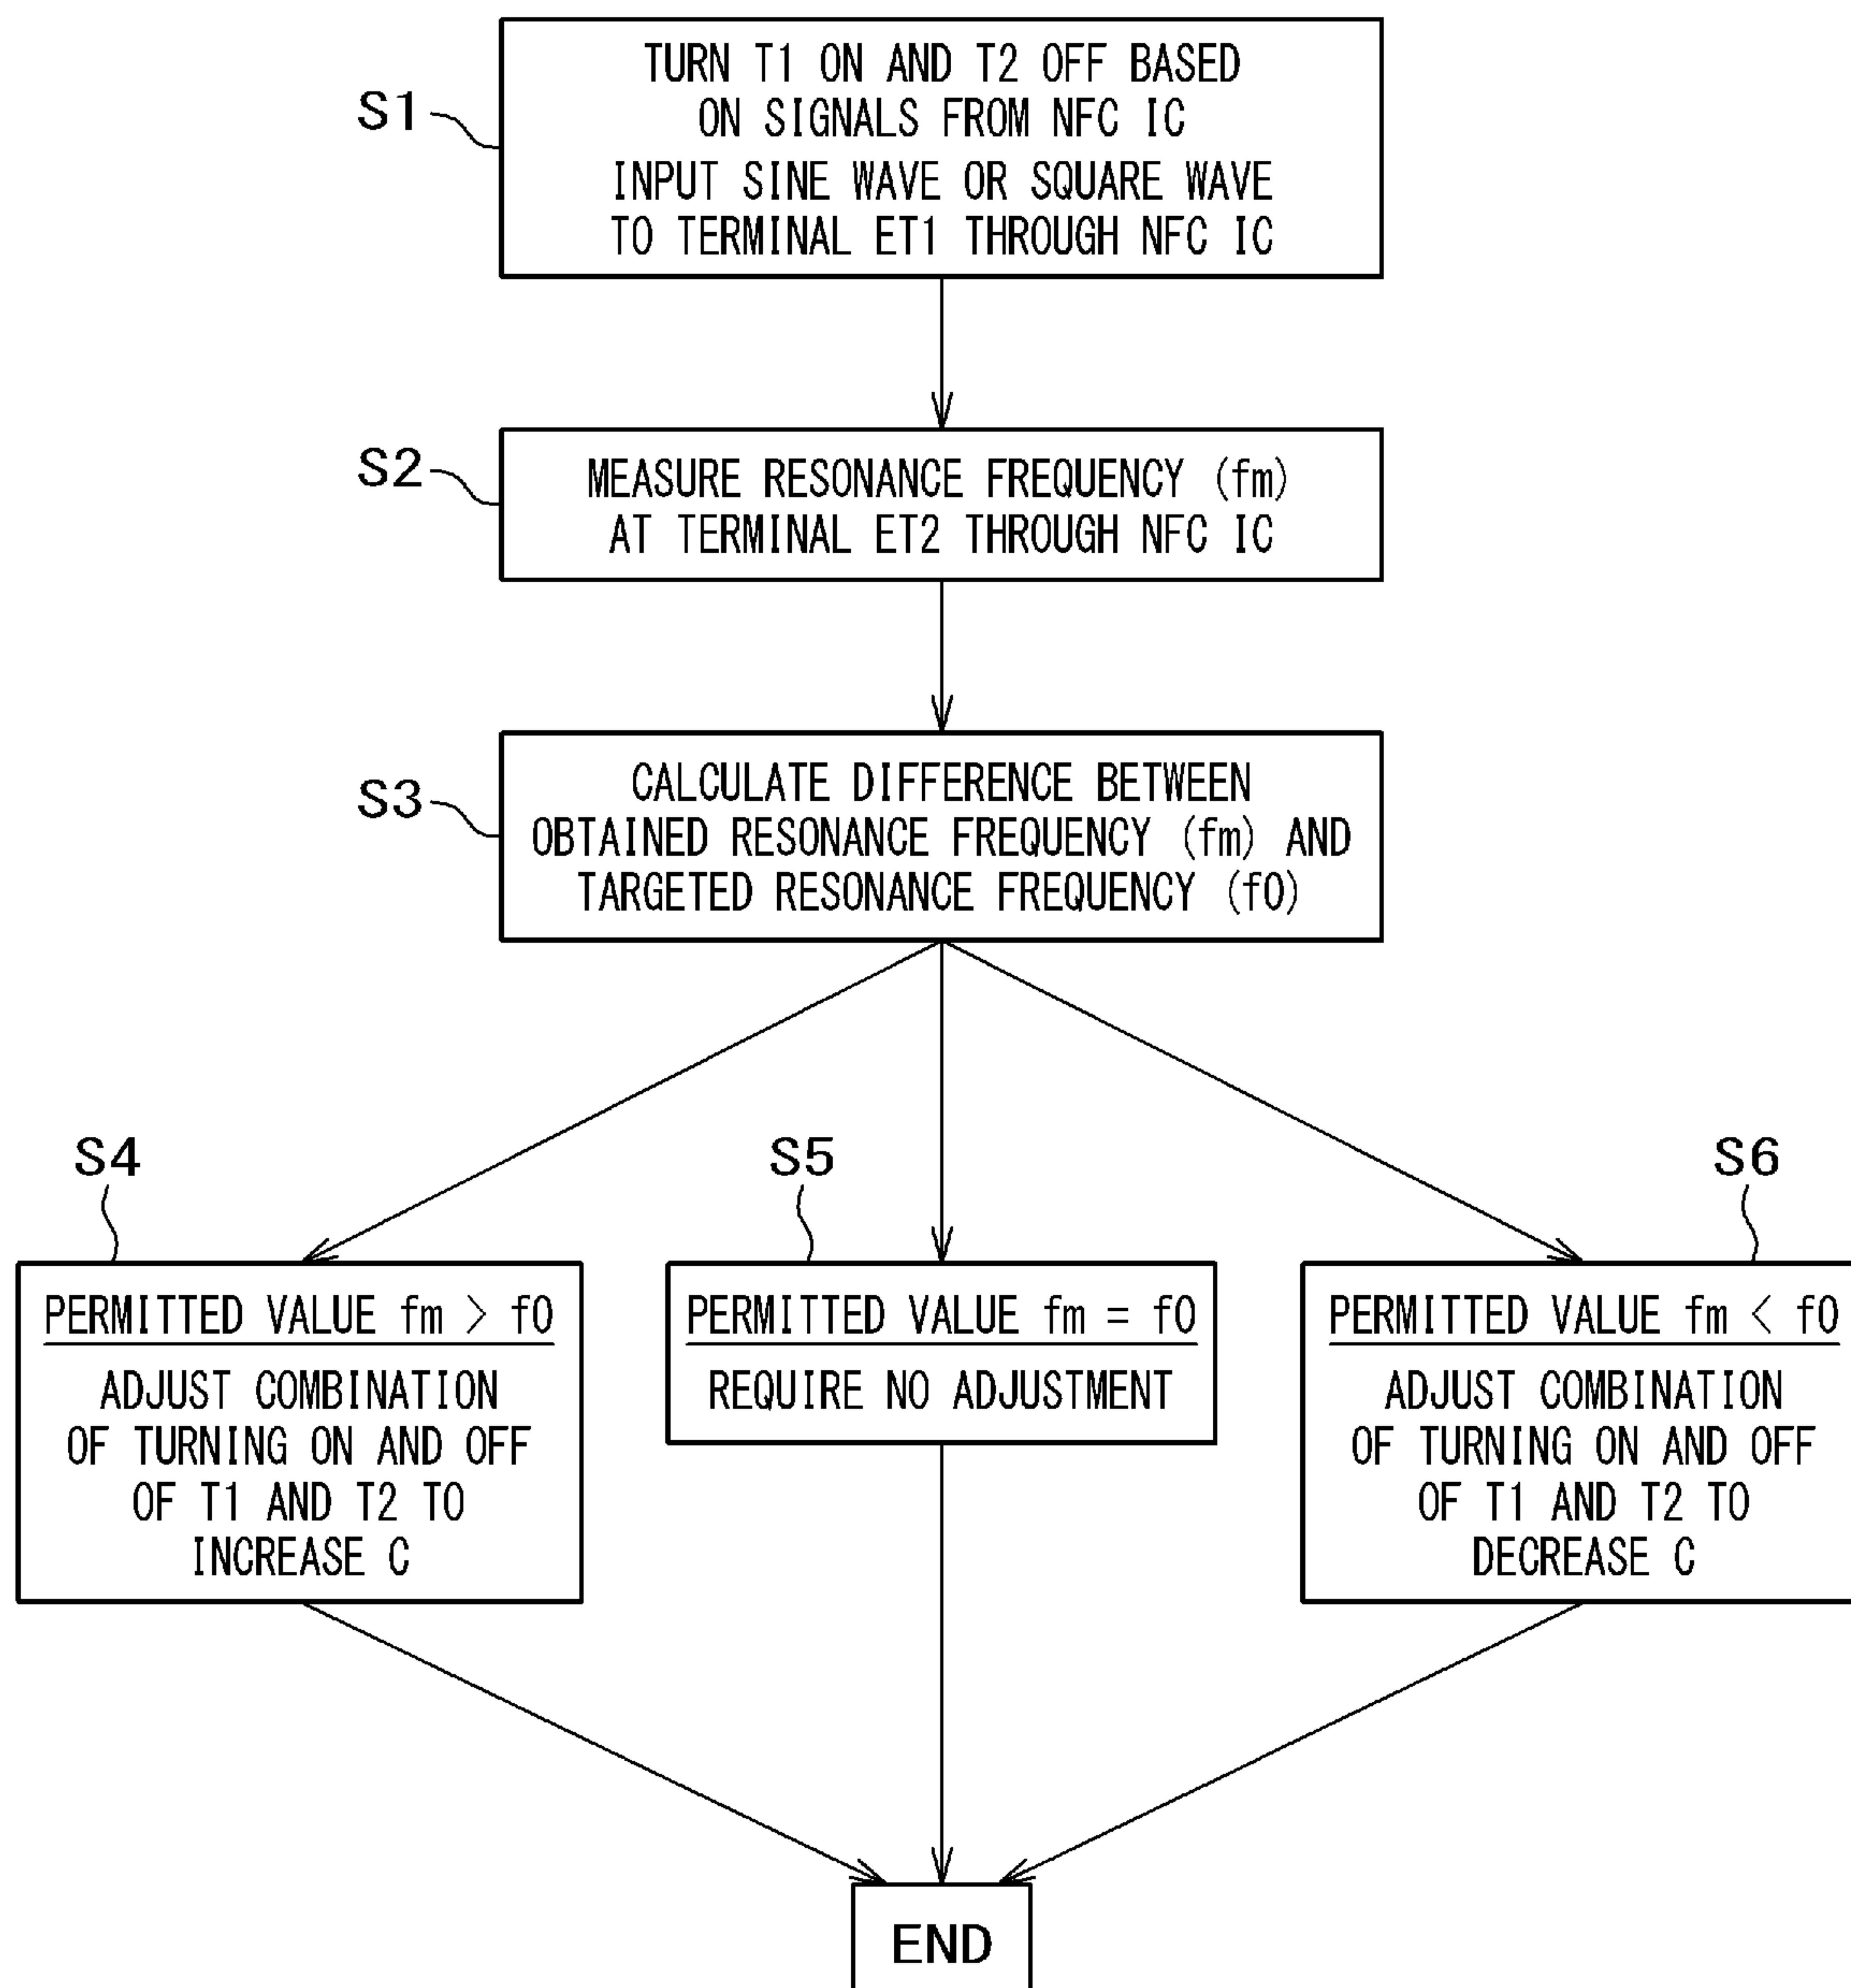 S1
TURN T1 ON AND T2 OFF BASED
ON SIGNALS FROM NFC IC
INPUT SINE WAVE OR SQUARE WAVE
TO TERMINAL ET1 THROUGH NFC IC
S2
MEASURE RESONANCE FREQUENCY (fm)
AT TERMINAL ET2 THROUGH NFC IC
S3
CALCULATE DIFFERENCE BETWEEN
OBTAINED RESONANCE FREQUENCY (fm) AND
TARGETED RESONANCE FREQUENCY (f0)
S4
PERMITTED VALUE fm > f0
ADJUST COMBINATION
OF TURNING ON AND OFF
OF T1 AND T2 TO
INCREASE C
S5
PERMITTED VALUE fm = f0
REQUIRE NO ADJUSTMENT
S6
PERMITTED VALUE fm < f0
ADJUST COMBINATION
OF TURNING ON AND OFF
OF T1 AND T2 TO
DECREASE C
END